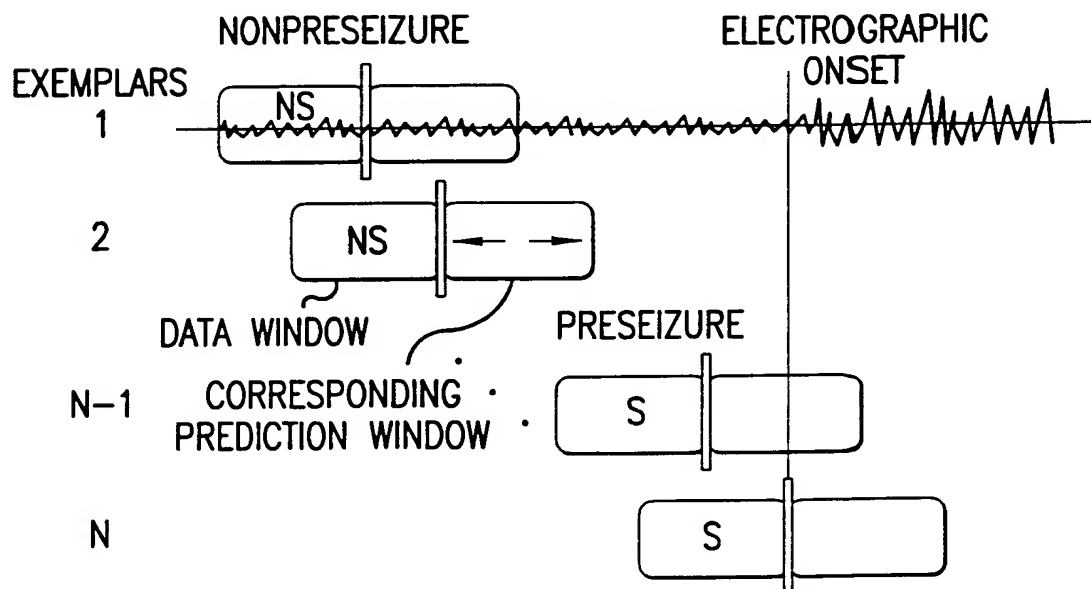 NONPRESEIZURE
ELECTROGRAPHIC
ONSET
EXEMPLARS
1
NS
2
NS
DATA WINDOW
CORRESPONDING
PREDICTION WINDOW
PRESEIZURE
N-1
S
N
S